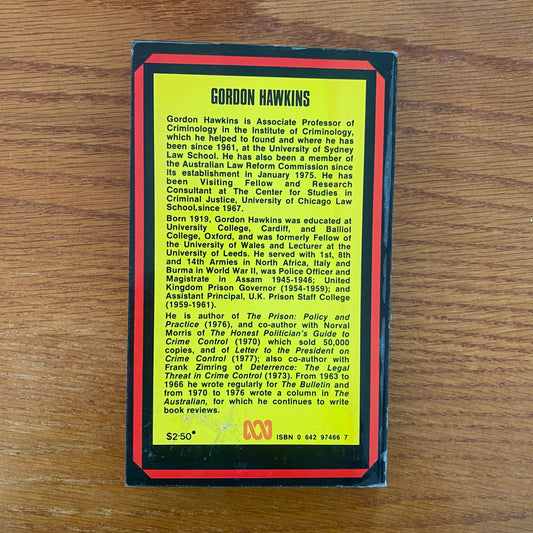 GORDON HAWKINS
Gordon Hawkins is Associate Professor of
Criminology in the Institute of Criminology,
which he helped to found and where he has
been since 1961, at the University of Sydney
Law School. He has also been a member of
the Australian Law Reform Commission since
its establishment in January 1975. He has
been Visiting Fellow and Research
Consultant at The Center for Studies in
Criminal Justice, University of Chicago Law
School,since 1967.
Born 1919, Gordon Hawkins was educated at
University College, Cardiff, and Balliol
College, Oxford, and was formerly Fellow of
the University of Wales and Lecturer at the
University of Leeds. He served with 1st, 8th
and 14th Armies in North Africa, Italy and
Burma in World War II, was Police Officer and
Magistrate in Assam 1945-1946; United
Kingdom Prison Governor (1954-1959); and
Assistant Principal, U.K. Prison Staff College
(1959-1961).
He is author of The Prison: Policy and
Practice (1976), and co-author with Norval
Morris of The Honest Politician's Guide to
Crime Control (1970) which sold 50,000
copies, and of Letter to the President on
Crime Control (1977); also co-author with
Frank Zimring of Deterrence: The Legal
Threat in Crime Control (1973). From 1963 to
1966 he wrote regularly for The Bulletin and
from 1970 to 1976 wrote a column in The
Australian, for which he continues to write
book reviews.
$2·50*
ISBN 0 642 97466 7